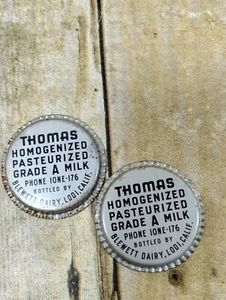 THOMAS
HOMOGENIZED
PASTEURIZED
GRADE A MILK
PHONE IONE-176
BOTTLED BY
BLEWETT DAIRY, LODI, CALIF.
THOMAS
HOMOGENIZED
PASTEURIZED
GRADE A MILK
PHONE IONE-176
BOTTLED BY
BLEWETT DAIRY, LODI, CALIF.